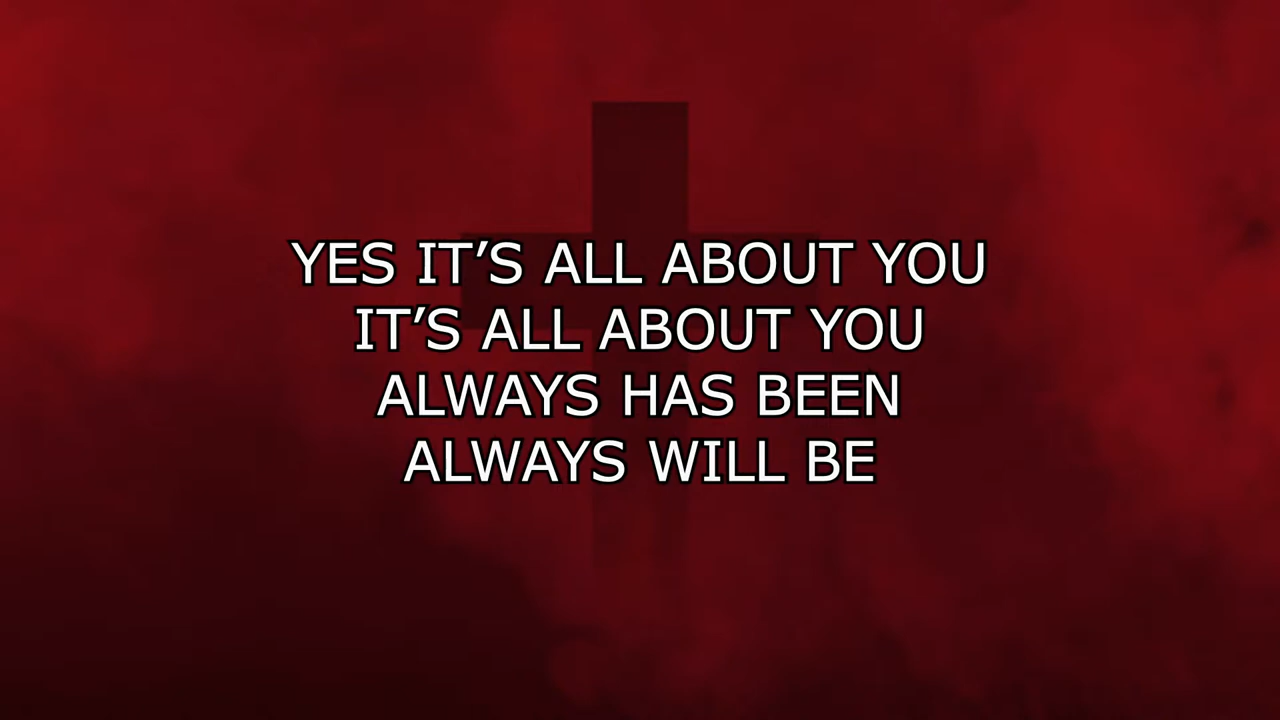 YES IT’S ALL ABOUT YOU
IT’S ALL ABOUT YOU
ALWAYS HAS BEEN
ALWAYS WILL BE